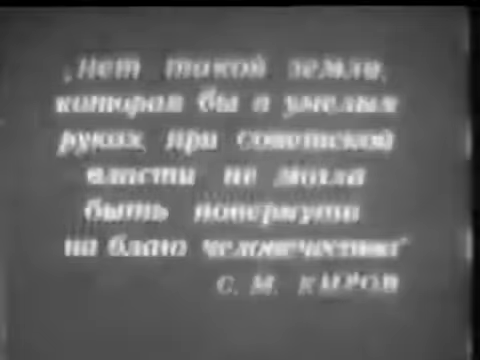 „нет такой земли,
которая бы в умелых
руках при советской
власти не могла
быть повернута
на благо человечества"
С. М. КИРОВ